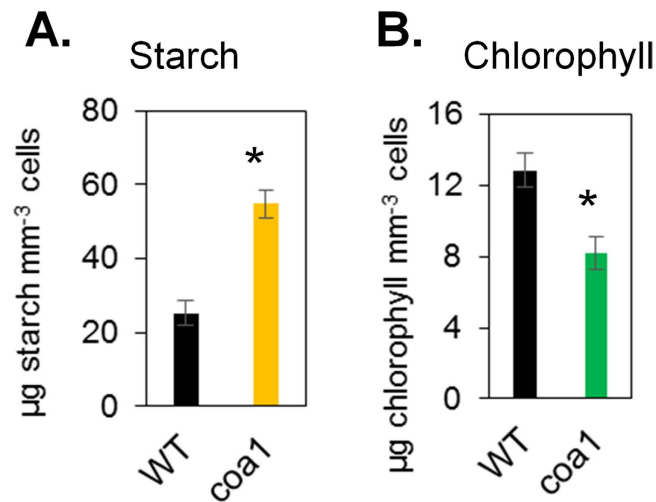 A.
Starch
µg starch mm-3 cells
80
60
40
20
0
*
WT
coa1
B.
Chlorophyll
µg chlorophyll mm-3 cells
16
12
8
4
0
*
WT
coa1